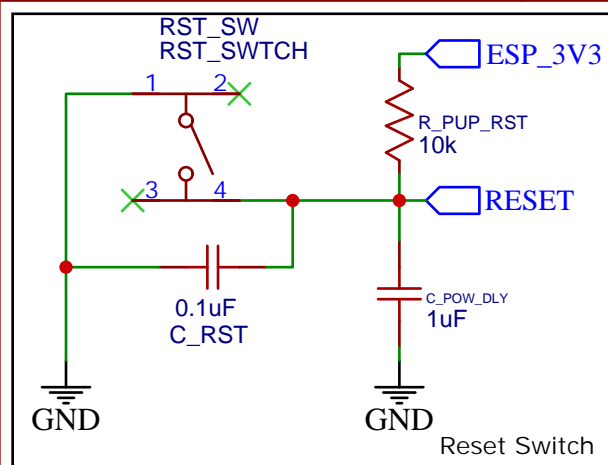 RST_SW
RST_SWTCH
1 2
3 4
0.1uF
C_RST
GND
ESP_3V3
R_PUP_RST
10k
RESET
C_POW_DLY
1uF
GND
Reset Switch